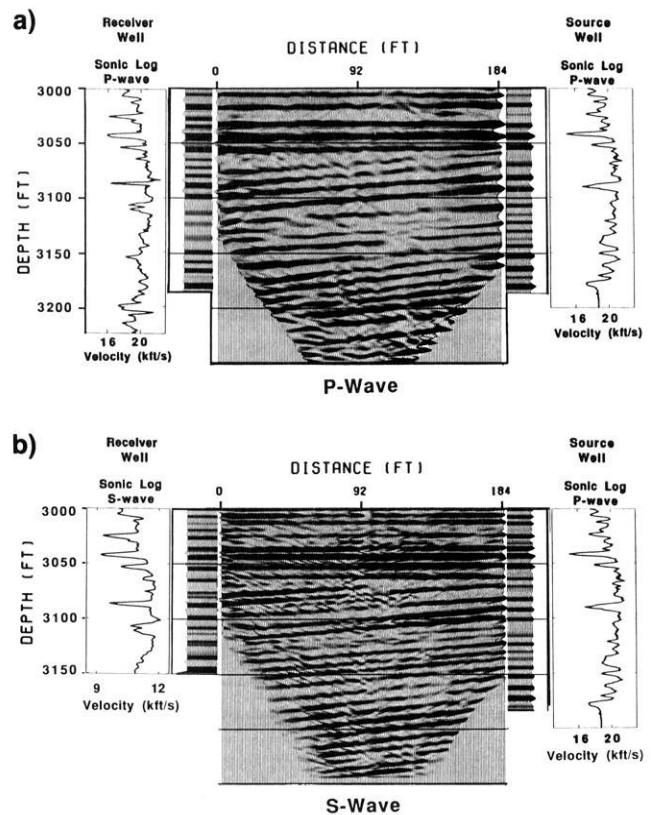 a)
Receiver
Well
Sonic Log
P-wave
DISTANCE (FT)
0 92 184
Source
Well
Sonic Log
P-wave
DEPTH (FT)
3000
3050
3100
3150
3200
16 20
Velocity (kft/s)
16 20
Velocity (kft/s)
P-Wave
b)
Receiver
Well
Sonic Log
S-wave
DISTANCE (FT)
0 92 184
Source
Well
Sonic Log
P-wave
DEPTH (FT)
3000
3050
3100
3150
9 12
Velocity (kft/s)
16 20
Velocity (kft/s)
S-Wave